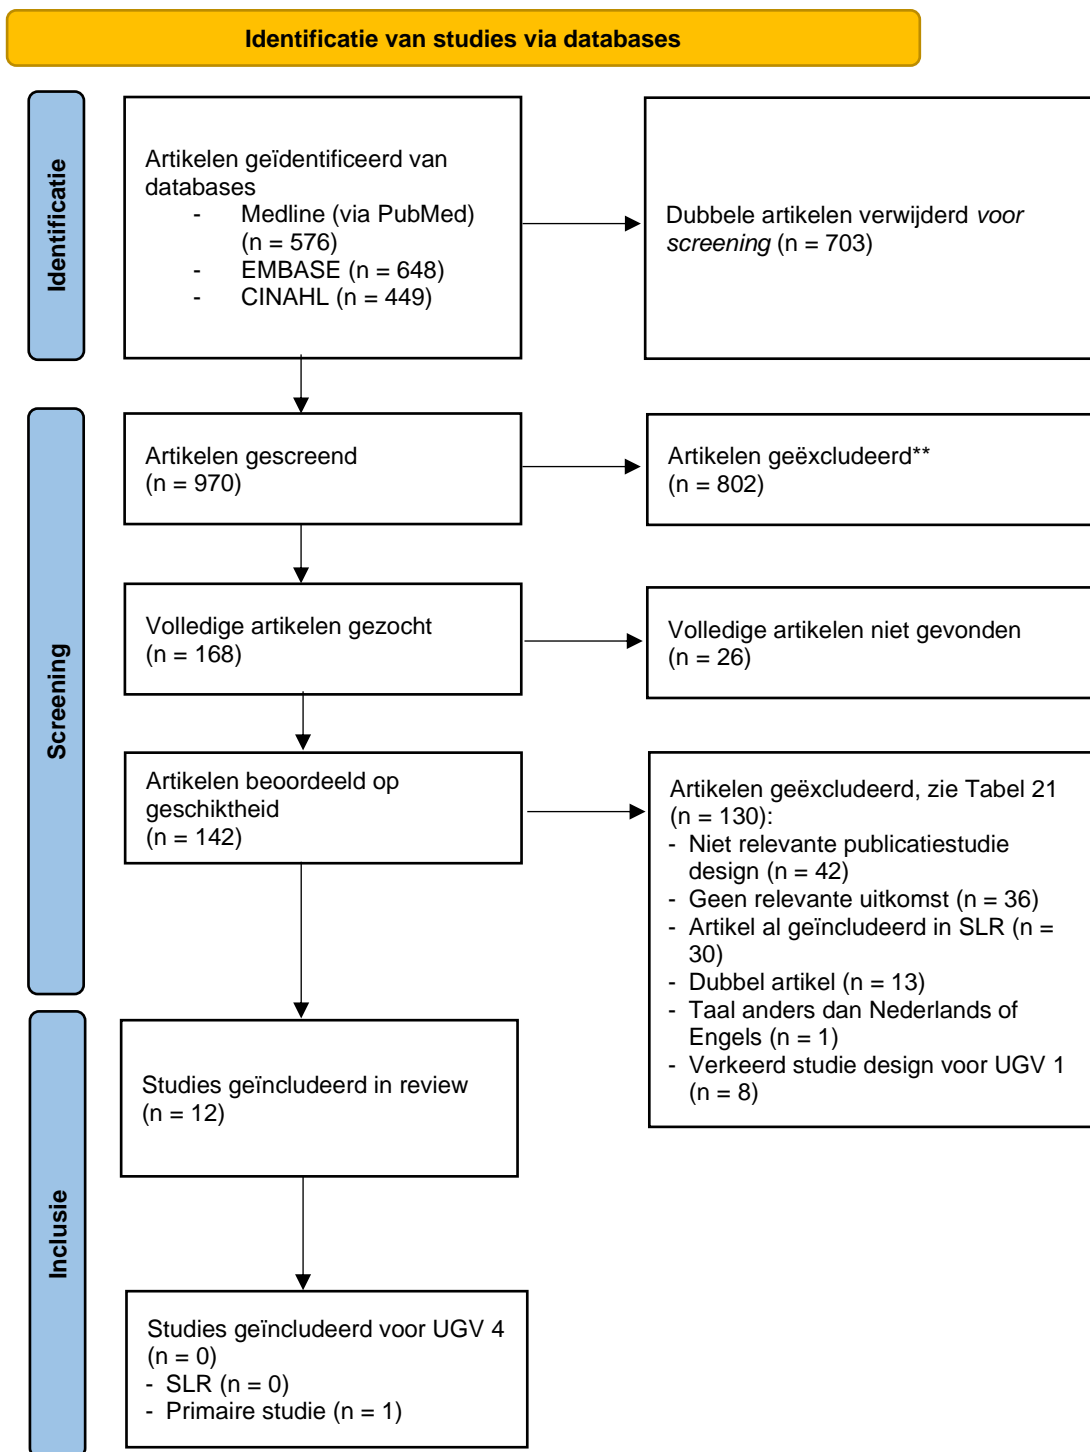 Identificatie van studies via databases
Identificatie
Artikelen geïdentificeerd van
databases
- Medline (via PubMed)
(n = 576)
- EMBASE (n = 648)
- CINAHL (n = 449)
Dubbele artikelen verwijderd voor
screening (n = 703)
Screening
Artikelen gescreend
(n = 970)
Artikelen geëxcludeerd**
(n = 802)
Volledige artikelen gezocht
(n = 168)
Volledige artikelen niet gevonden
(n = 26)
Artikelen beoordeeld op
geschiktheid
(n = 142)
Artikelen geëxcludeerd, zie Tabel 21
(n = 130):
- Niet relevante publicatiestudie
design (n = 42)
- Geen relevante uitkomst (n = 36)
- Artikel al geïncludeerd in SLR (n =
30)
- Dubbel artikel (n = 13)
- Taal anders dan Nederlands of
Engels (n = 1)
- Verkeerd studie design voor UGV 1
(n = 8)
Inclusie
Studies geïncludeerd in review
(n = 12)
Studies geïncludeerd voor UGV 4
(n = 0)
- SLR (n = 0)
- Primaire studie (n = 1)